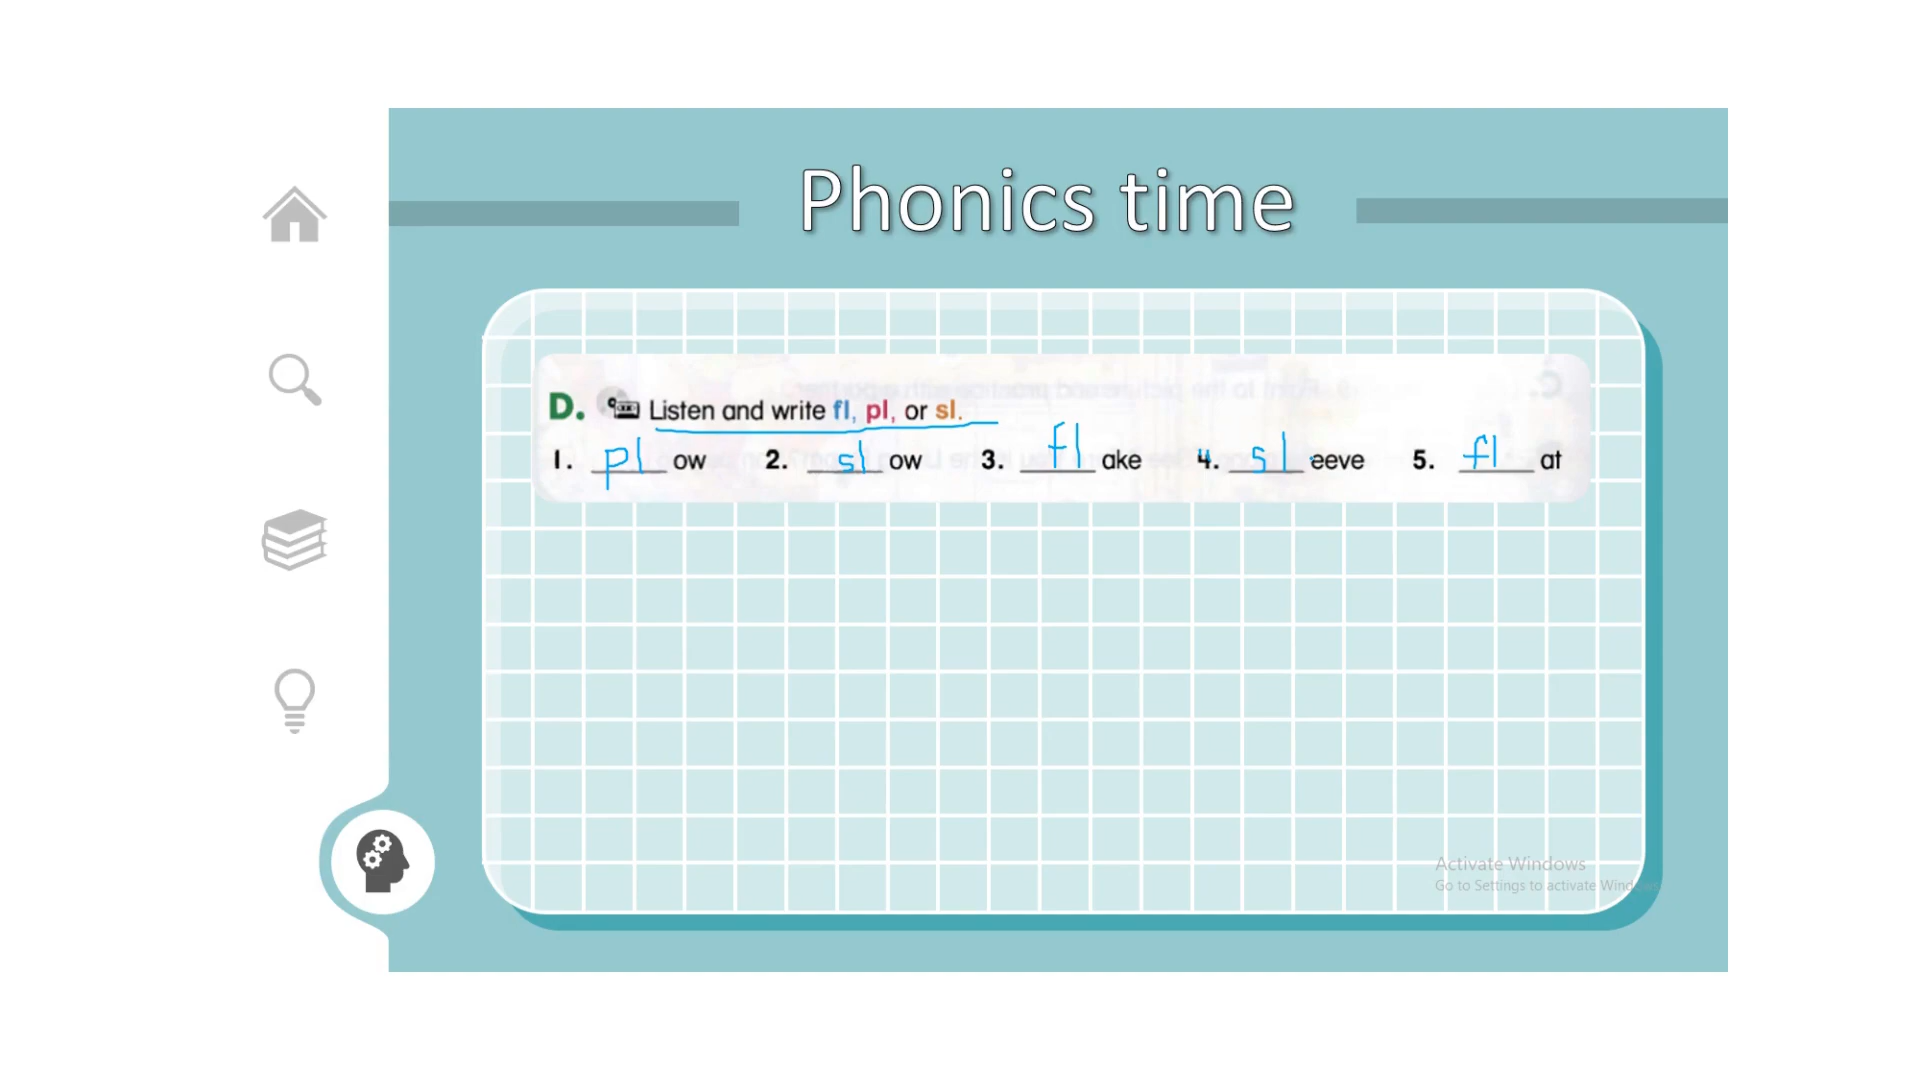 Phonics time
D. Listen and write fl, pl, or sl.
1. pl ow 2. sl ow 3. fl ake 4. sl eeve 5. fl at
Activate Windows
Go to Settings to activate Windows